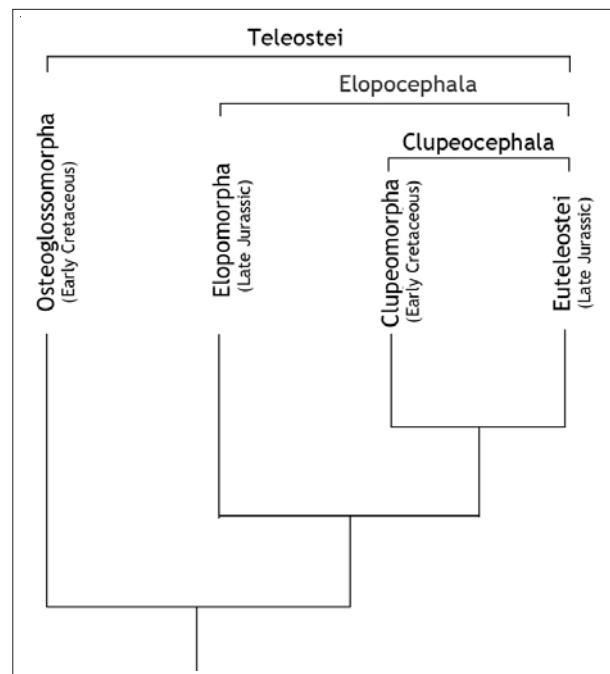 Teleostei
Elopocephala
Clupeocephala
Osteoglossomorpha
(Early Cretaceous)
Elopomorpha
(Late Jurassic)
Clupeomorpha
(Early Cretaceous)
Euteleostei
(Late Jurassic)